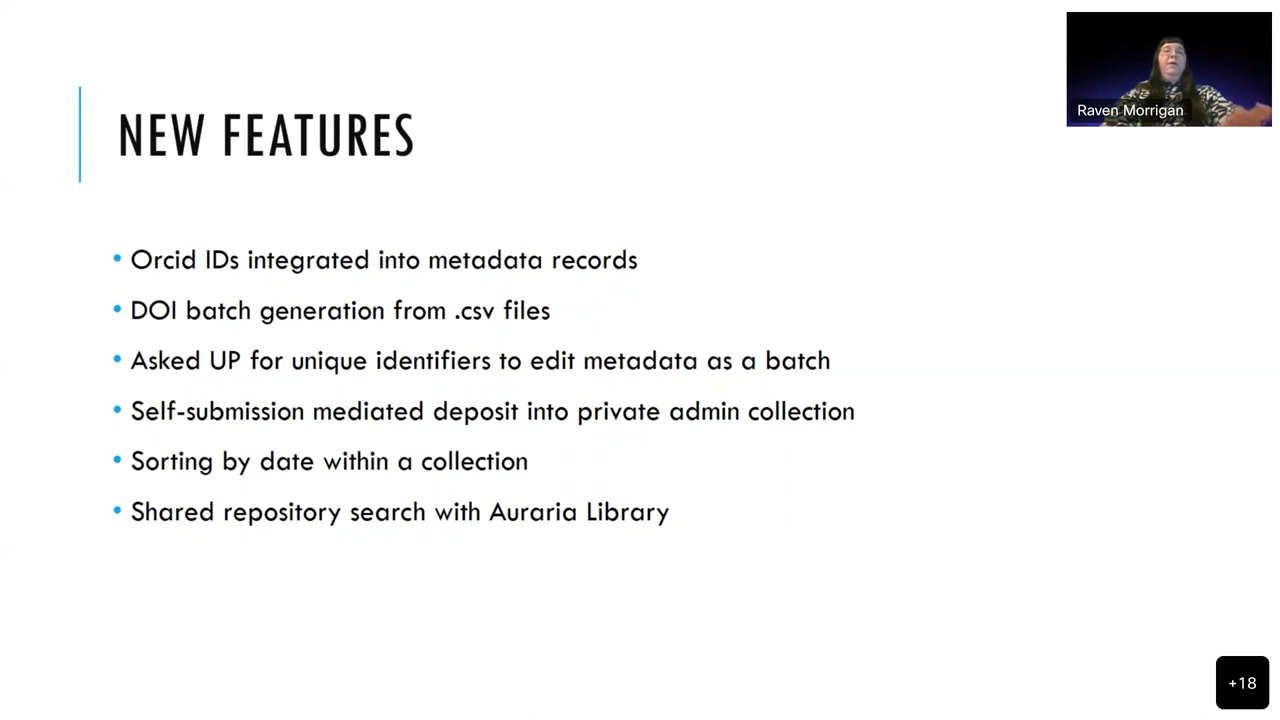 NEW FEATURES
Raven Morrigan
• Orcid IDs integrated into metadata records
• DOI batch generation from .csv files
• Asked UP for unique identifiers to edit metadata as a batch
• Self-submission mediated deposit into private admin collection
• Sorting by date within a collection
• Shared repository search with Auraria Library
+18